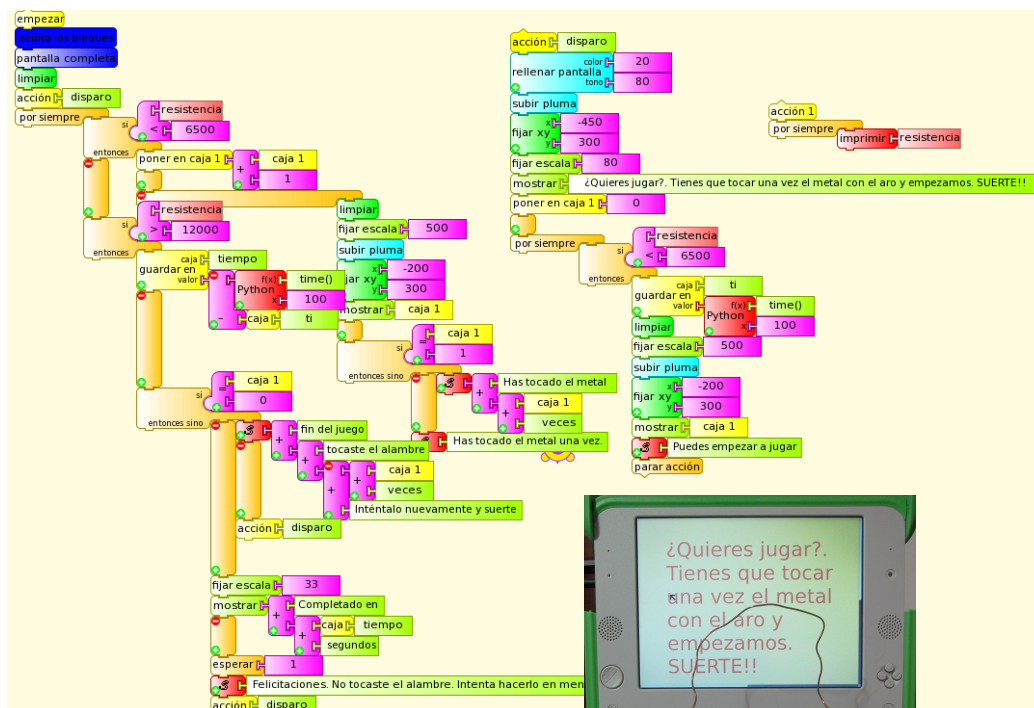 empezar
oculta los bloques
pantalla completa
limpiar
acción disparo
por siempre
si resistencia
< 6500
entonces
poner en caja 1 + caja 1
1
si resistencia
> 12000
entonces
guardar en caja tiempo
valor - Python f(x) time()
x 100
caja ti
si = caja 1
0
entonces sino
+ fin del juego
+ tocaste el alambre
+ + caja 1
veces
Inténtalo nuevamente y suerte
acción disparo
fijar escala 33
mostrar + Completado en
+ caja tiempo
segundos
esperar 1
Felicitaciones. No tocaste el alambre. Intenta hacerlo en men
acción disparo
limpiar
fijar escala 500
subir pluma
fijar xy x -200
y 300
mostrar caja 1
si = caja 1
1
entonces sino
+ Has tocado el metal
+ caja 1
veces
Has tocado el metal una vez.
acción disparo
rellenar pantalla color 20
tono 80
subir pluma
fijar xy x -450
y 300
fijar escala 80
mostrar ¿Quieres jugar?. Tienes que tocar una vez el metal con el aro y empezamos. SUERTE!!
poner en caja 1 0
por siempre
si resistencia
< 6500
entonces
guardar en caja ti
valor Python f(x) time()
x 100
limpiar
fijar escala 500
subir pluma
fijar xy x -200
y 300
mostrar caja 1
Puedes empezar a jugar
parar acción
acción 1
por siempre
imprimir resistencia
¿Quieres jugar?.
Tienes que tocar
una vez el metal
con el aro y
empezamos.
SUERTE!!